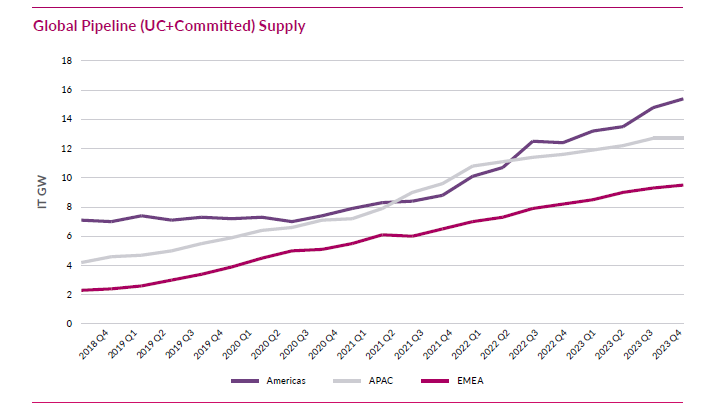 Global Pipeline (UC+Committed) Supply
18
16
14
12
10
8
6
4
2
0
IT GW
2018 Q4
2019 Q1
2019 Q2
2019 Q3
2019 Q4
2020 Q1
2020 Q2
2020 Q3
2020 Q4
2021 Q1
2021 Q2
2021 Q3
2021 Q4
2022 Q1
2022 Q2
2022 Q3
2022 Q4
2023 Q1
2023 Q2
2023 Q3
2023 Q4
Americas
APAC
EMEA